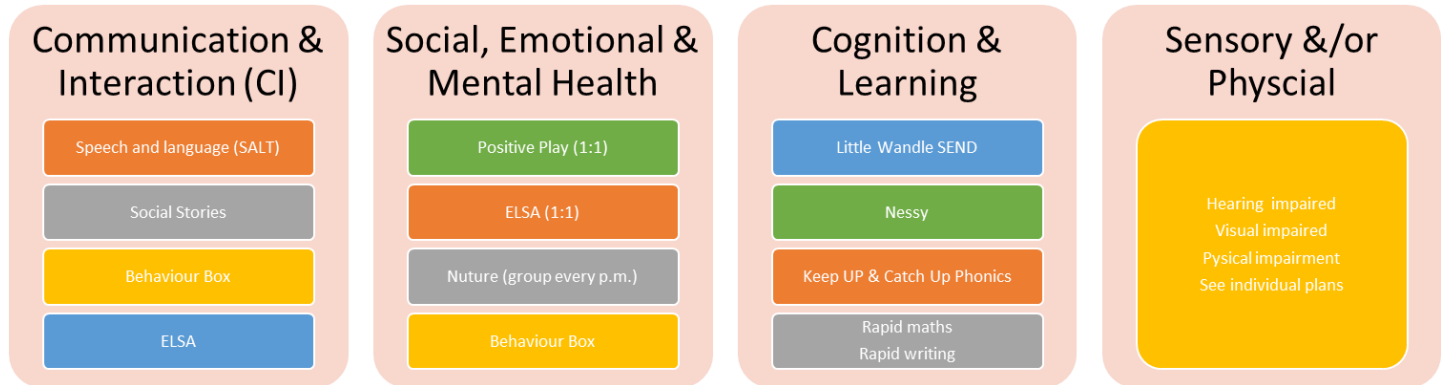 Communication &
Interaction (CI)
Speech and language (SALT)
Social Stories
Behaviour Box
ELSA
Social, Emotional &
Mental Health
Positive Play (1:1)
ELSA (1:1)
Nuture (group every p.m.)
Behaviour Box
Cognition &
Learning
Little Wandle SEND
Nessy
Keep UP & Catch Up Phonics
Rapid maths
Rapid writing
Sensory &/or
Physcial
Hearing  impaired
Visual impaired
Pysical impairment
See individual plans